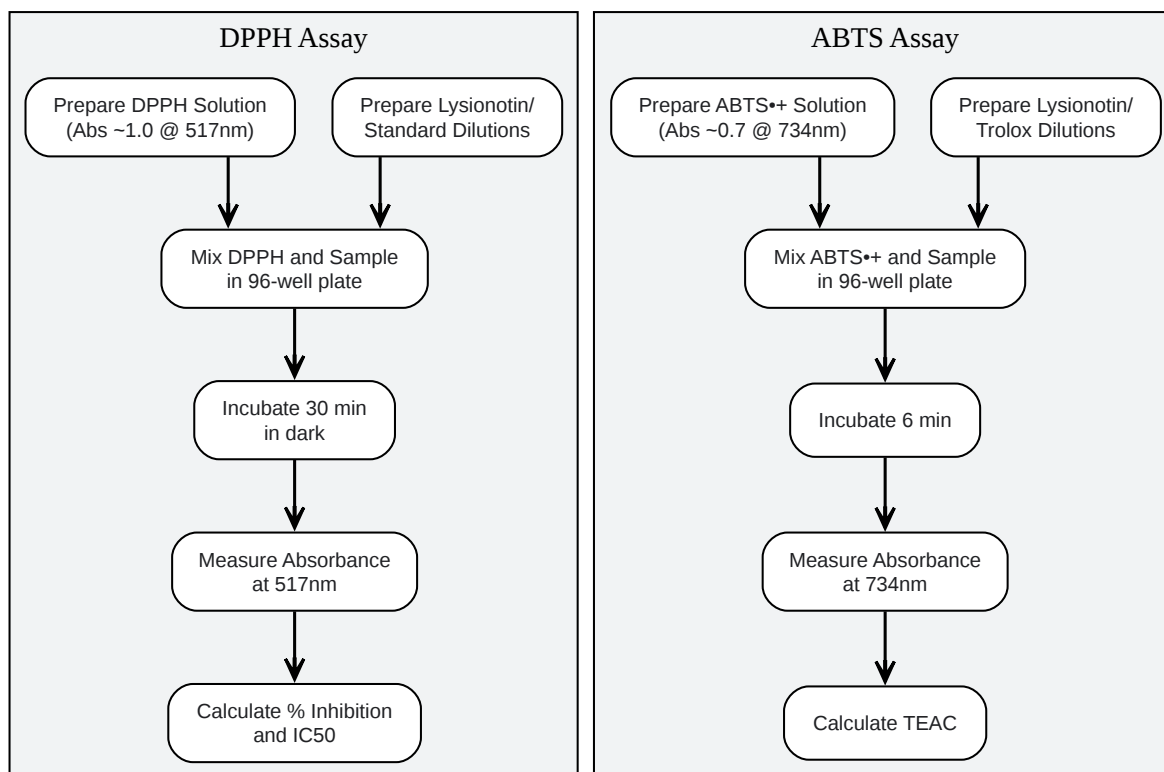 DPPH Assay
Prepare DPPH Solution
(Abs ~1.0 @ 517nm)
Prepare Lysionotin/
Standard Dilutions
Mix DPPH and Sample
in 96-well plate
Incubate 30 min
in dark
Measure Absorbance
at 517nm
Calculate % Inhibition
and IC50
ABTS Assay
Prepare ABTS•+ Solution
(Abs ~0.7 @ 734nm)
Prepare Lysionotin/
Trolox Dilutions
Mix ABTS•+ and Sample
in 96-well plate
Incubate 6 min
Measure Absorbance
at 734nm
Calculate TEAC